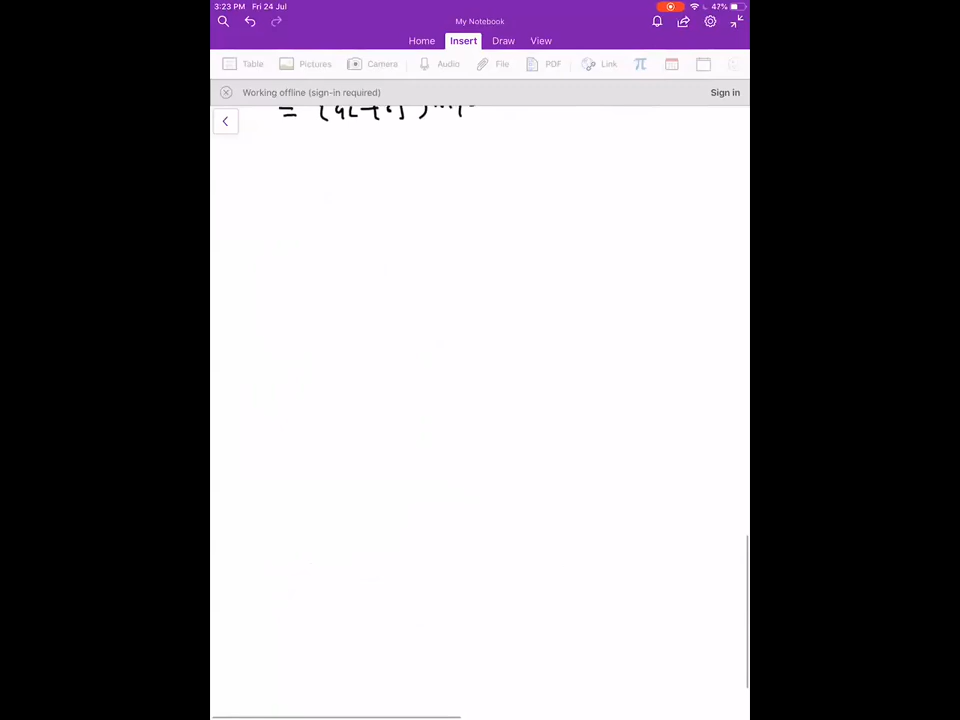 3:23 PM Fri 24 Jul 47%
My Notebook
Home Insert Draw View
Table Pictures Camera Audio File PDF Link π
Working offline (sign-in required) Sign in
=